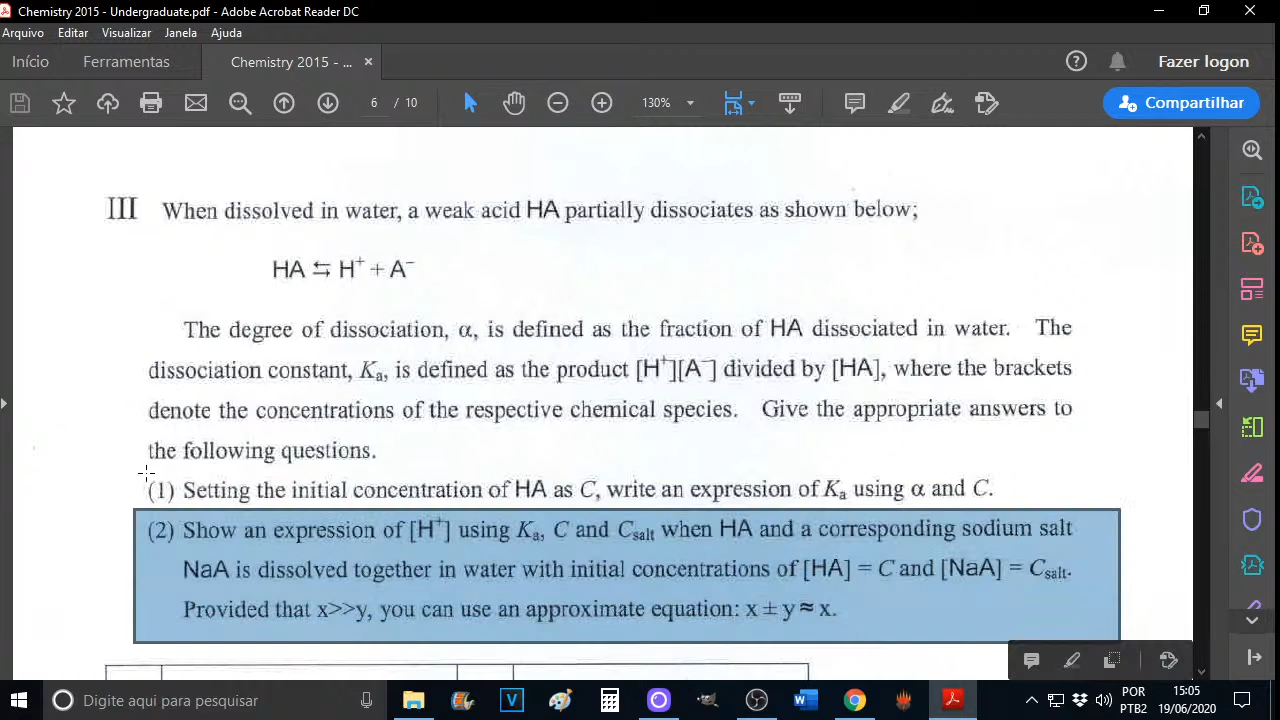 Chemistry 2015 - Undergraduate.pdf - Adobe Acrobat Reader DC
Arquivo Editar Visualizar Janela Ajuda
Início Ferramentas Chemistry 2015 - ... × Fazer logon
6 / 10 130% Compartilhar
III When dissolved in water, a weak acid HA partially dissociates as shown below;
HA ⇆ H⁺ + A⁻
The degree of dissociation, α, is defined as the fraction of HA dissociated in water. The
dissociation constant, Kₐ, is defined as the product [H⁺][A⁻] divided by [HA], where the brackets
denote the concentrations of the respective chemical species. Give the appropriate answers to
the following questions.
(1) Setting the initial concentration of HA as C, write an expression of Kₐ using α and C.
(2) Show an expression of [H⁺] using Kₐ, C and Csalt when HA and a corresponding sodium salt
NaA is dissolved together in water with initial concentrations of [HA] = C and [NaA] = Csalt.
Provided that x>>y, you can use an approximate equation: x ± y ≈ x.
Digite aqui para pesquisar
POR 15:05
PTB2 19/06/2020